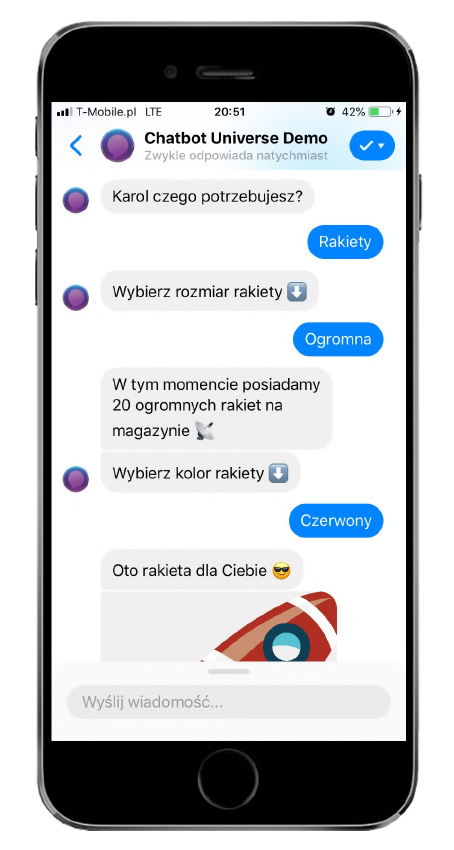 T-Mobile.pl LTE 20:51 42%
Chatbot Universe Demo
Zwykle odpowiada natychmiast
Karol czego potrzebujesz?
Rakiety
Wybierz rozmiar rakiety ⬇️
Ogromna
W tym momencie posiadamy
20 ogromnych rakiet na
magazynie 📡
Wybierz kolor rakiety ⬇️
Czerwony
Oto rakieta dla Ciebie 😎
Wyślij wiadomość...